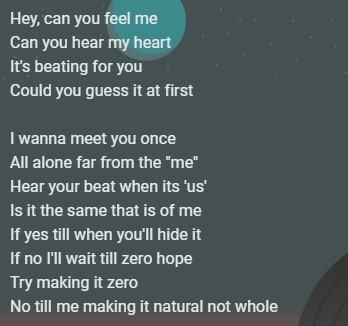 Hey, can you feel me
Can you hear my heart
It's beating for you
Could you guess it at first

I wanna meet you once
All alone far from the "me"
Hear your beat when its 'us'
Is it the same that is of me
If yes till when you'll hide it
If no I'll wait till zero hope
Try making it zero
No till me making it natural not whole